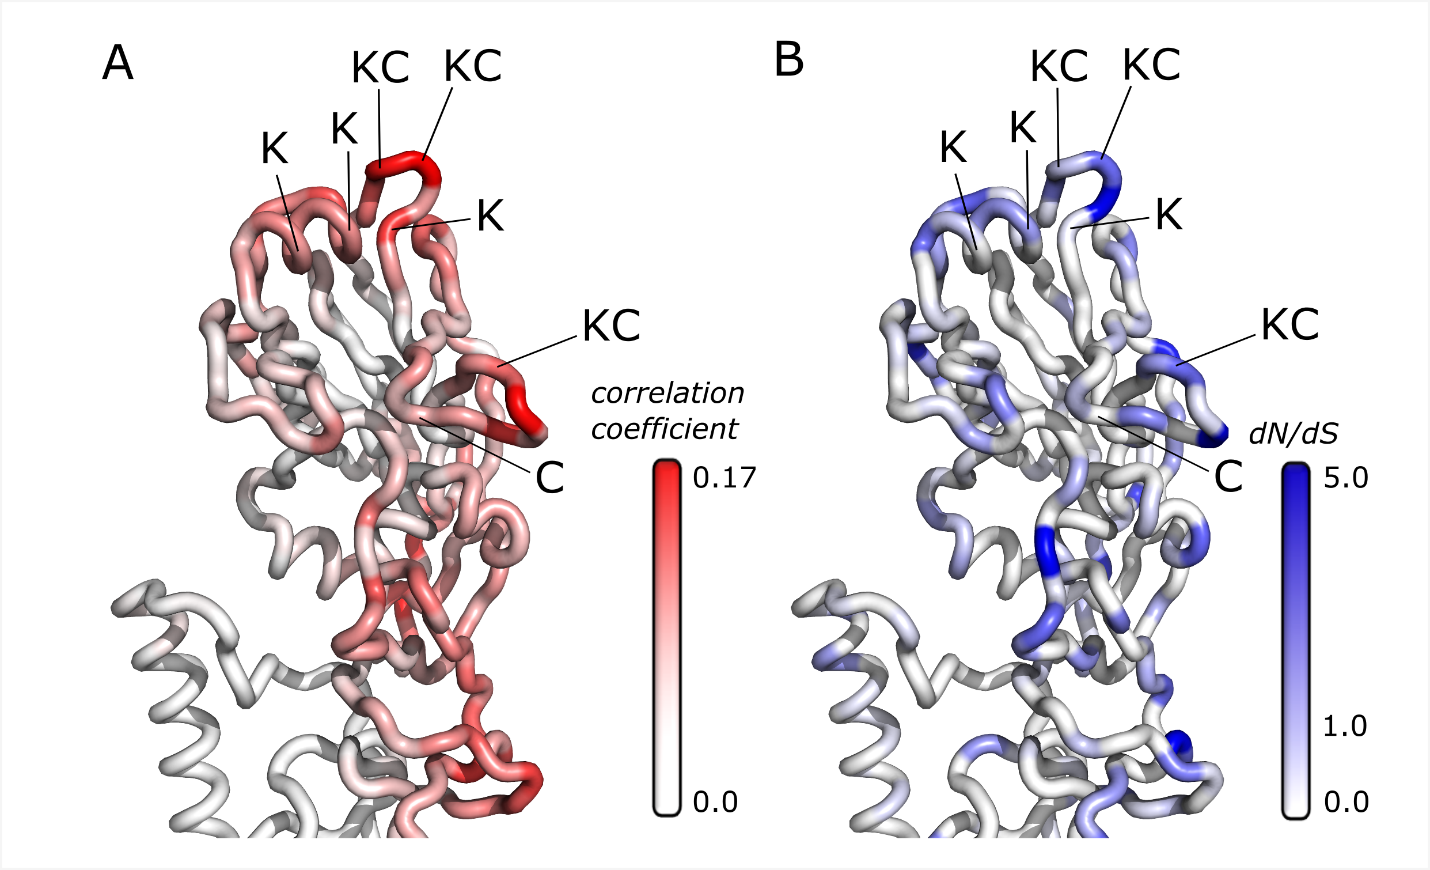 A
KC
KC
K
K
K
KC
C
correlation
coefficient
0.17
0.0
B
KC
KC
K
K
K
KC
C
dN/dS
5.0
1.0
0.0